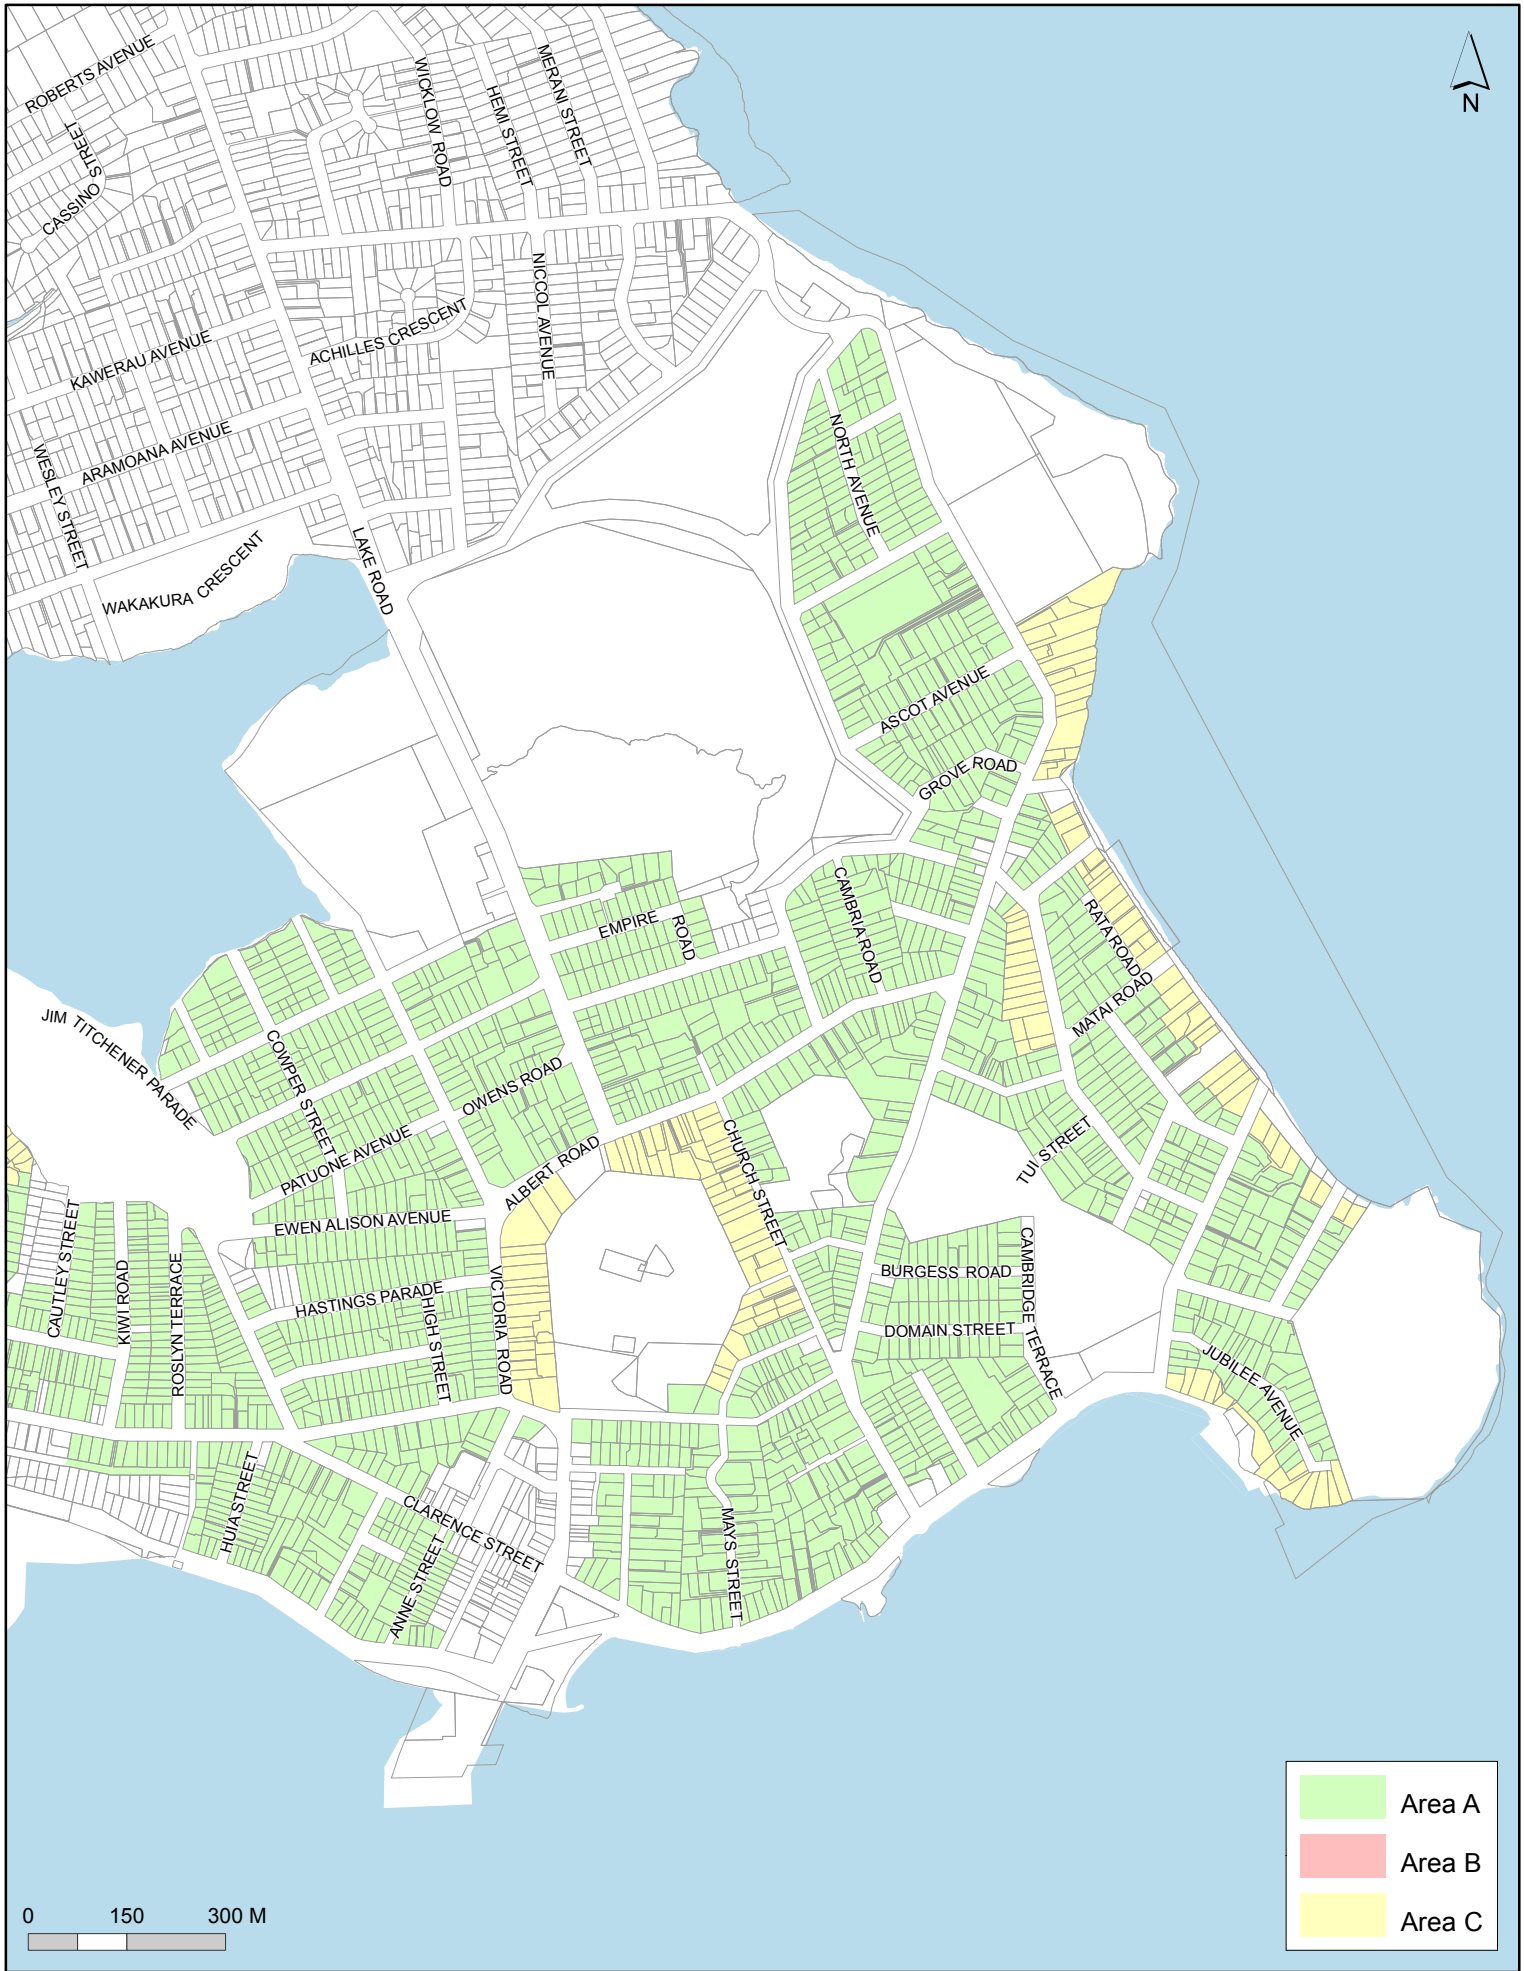 ROBERTS AVENUE
WICKLOW ROAD
HEMI STREET
MERANI STREET
N
CASSINO STREET
NICCOL AVENUE
ACHILLES CRESCENT
KAWERAU AVENUE
ARAMOANA AVENUE
WESLEY STREET
NORTH AVENUE
LAKE ROAD
WAKAKURA CRESCENT
ASCOT AVENUE
GROVE ROAD
CAMBRIA ROAD
EMPIRE ROAD
RATA ROAD
MATAI ROAD
JIM TITCHENER PARADE
COWPER STREET
OWENS ROAD
PATUONE AVENUE
ALBERT ROAD
CHURCH STREET
TUI STREET
EWEN ALISON AVENUE
CAUTLEY STREET
KIWI ROAD
ROSLYN TERRACE
HASTINGS PARADE
HIGH STREET
VICTORIA ROAD
BURGESS ROAD
CAMBRIDGE TERRACE
DOMAIN STREET
JUBILEE AVENUE
HUIA STREET
CLARENCE STREET
ANNE STREET
MAYS STREET
Area A
Area B
Area C
0 150 300 M